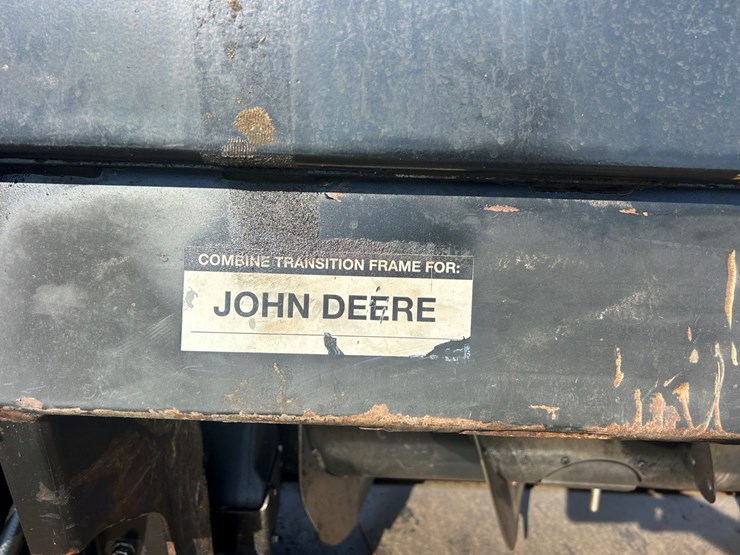 COMBINE TRANSITION FRAME FOR:
JOHN DEERE